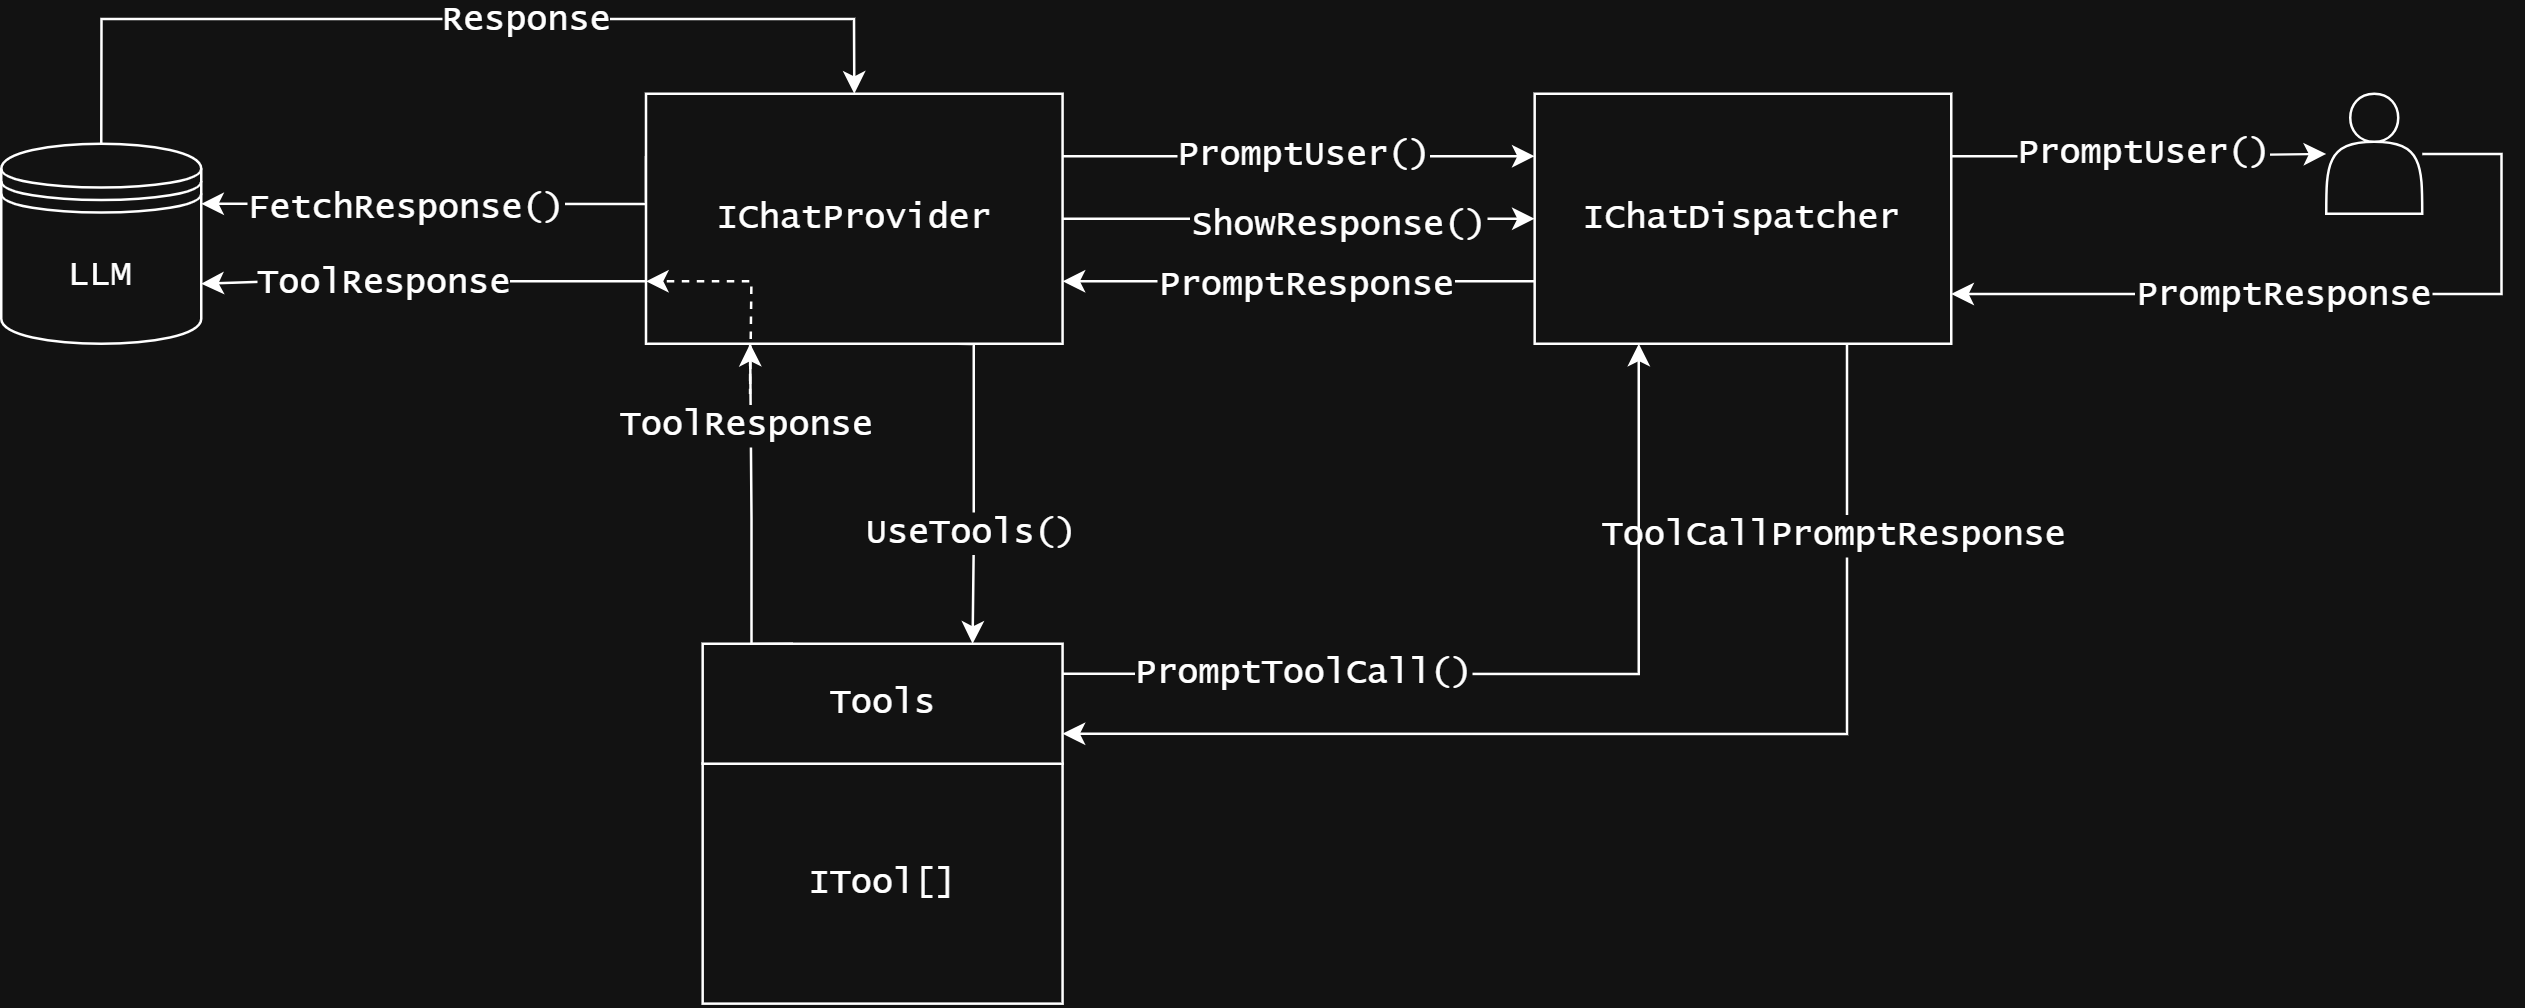 Response
PromptUser()
PromptUser()
FetchResponse()
IChatProvider
ShowResponse()
IChatDispatcher
LLM
ToolResponse
PromptResponse
PromptResponse
ToolResponse
UseTools()
ToolCallPromptResponse
PromptToolCall()
Tools
ITool[]